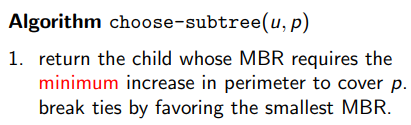 Algorithm choose-subtree(u, p)
1. return the child whose MBR requires the
minimum increase in perimeter to cover p.
break ties by favoring the smallest MBR.